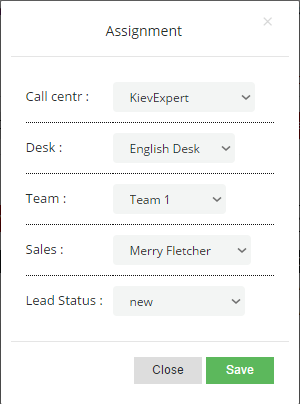 Assignment ×
Call centr : KievExpert
Desk : English Desk
Team : Team 1
Sales : Merry Fletcher
Lead Status : new
Close Save